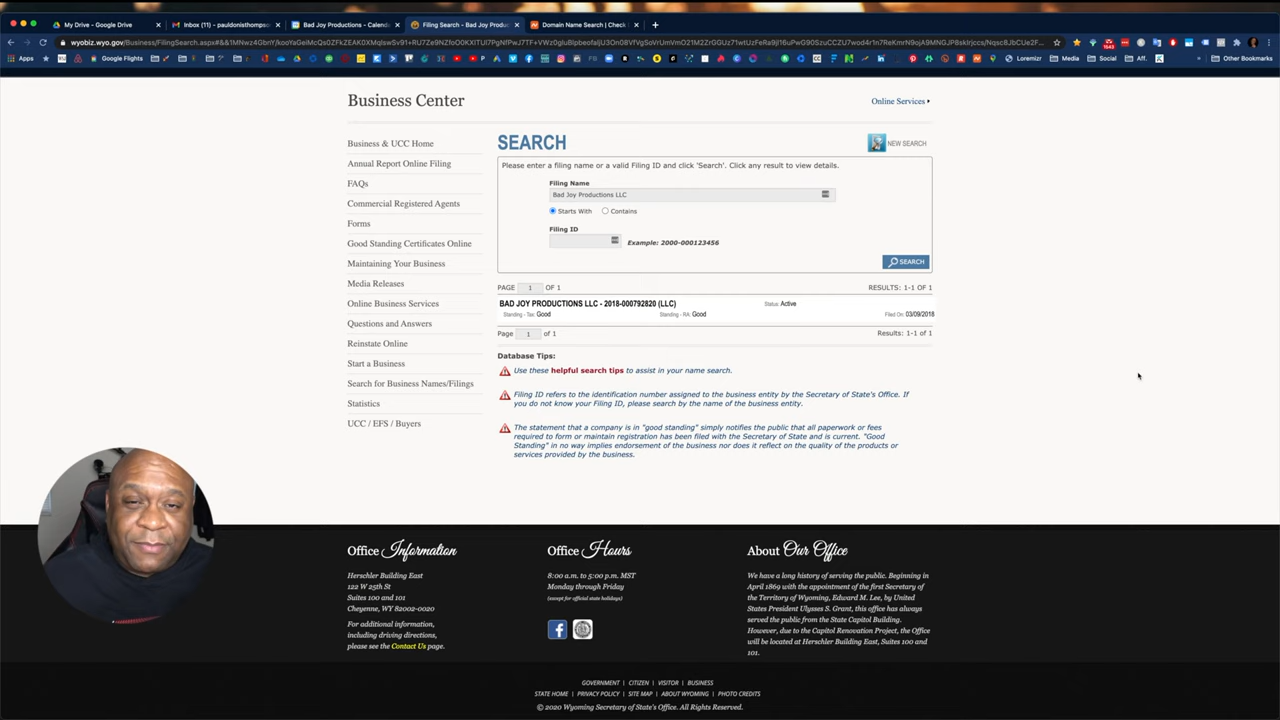 My Drive - Google Drive
Inbox (11) - pauldonisthompson
Bad Joy Productions - Calenda
Filing Search - Bad Joy Produc
Domain Name Search | Check
Apps
Google Flights
Loremizr
Media
Social
Aff.
Other Bookmarks
Business Center
Online Services
Business & UCC Home
Annual Report Online Filing
FAQs
Commercial Registered Agents
Forms
Good Standing Certificates Online
Maintaining Your Business
Media Releases
Online Business Services
Questions and Answers
Reinstate Online
Start a Business
Search for Business Names/Filings
Statistics
UCC / EFS / Buyers
SEARCH
NEW SEARCH
Please enter a filing name or a valid Filing ID and click 'Search'. Click any result to view details.
Filing Name
Bad Joy Productions LLC
Starts With Contains
Filing ID
Example: 2000-000123456
SEARCH
PAGE 1 OF 1 RESULTS: 1-1 OF 1
BAD JOY PRODUCTIONS LLC - 2018-000792820 (LLC) Status: Active
Standing - Tax: Good Standing - RA: Good Filed On: 03/09/2018
Page 1 of 1 Results: 1-1 of 1
Database Tips:
Use these helpful search tips to assist in your name search.
Filing ID refers to the identification number assigned to the business entity by the Secretary of State's Office. If
you do not know your Filing ID, please search by the name of the business entity.
The statement that a company is in "good standing" simply notifies the public that all paperwork or fees
required to form or maintain registration has been filed with the Secretary of State and is current. "Good
Standing" in no way implies endorsement of the business nor does it reflect on the quality of the products or
services provided by the business.
Office Information
Herschler Building East
122 W 25th St
Suites 100 and 101
Cheyenne, WY 82002-0020
For additional information,
including driving directions,
please see the Contact Us page.
Office Hours
8:00 a.m. to 5:00 p.m. MST
Monday through Friday
(except for official state holidays)
About Our Office
We have a long history of serving the public. Beginning in
April 1869 with the appointment of the first Secretary of
the Territory of Wyoming, Edward M. Lee, by United
States President Ulysses S. Grant, this office has always
served the public from the State Capitol Building.
However, due to the Capitol Renovation Project, the Office
will be located at Herschler Building East, Suites 100 and
101.
GOVERNMENT | CITIZEN | VISITOR | BUSINESS
STATE HOME | PRIVACY POLICY | SITE MAP | ABOUT WYOMING | PHOTO CREDITS
© 2020 Wyoming Secretary of State's Office. All Rights Reserved.